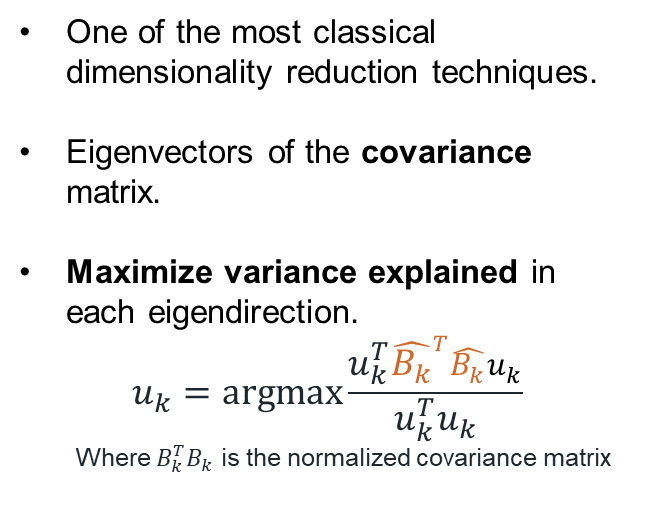 • One of the most classical
dimensionality reduction techniques.
• Eigenvectors of the covariance
matrix.
• Maximize variance explained in
each eigendirection.
$u_k = \text{argmax} \frac{u_k^T \widehat{B_k}^T \widehat{B_k} u_k}{u_k^T u_k}$
Where $B_k^T B_k$ is the normalized covariance matrix